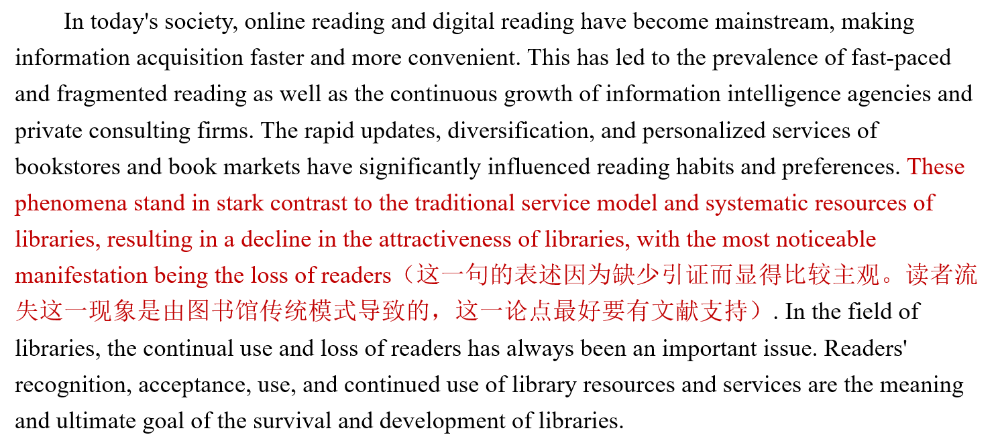 In today's society, online reading and digital reading have become mainstream, making
information acquisition faster and more convenient. This has led to the prevalence of fast-paced
and fragmented reading as well as the continuous growth of information intelligence agencies and
private consulting firms. The rapid updates, diversification, and personalized services of
bookstores and book markets have significantly influenced reading habits and preferences. These
phenomena stand in stark contrast to the traditional service model and systematic resources of
libraries, resulting in a decline in the attractiveness of libraries, with the most noticeable
manifestation being the loss of readers（这一句的表述因为缺少引证而显得比较主观。读者流
失这一现象是由图书馆传统模式导致的，这一论点最好要有文献支持）. In the field of
libraries, the continual use and loss of readers has always been an important issue. Readers'
recognition, acceptance, use, and continued use of library resources and services are the meaning
and ultimate goal of the survival and development of libraries.